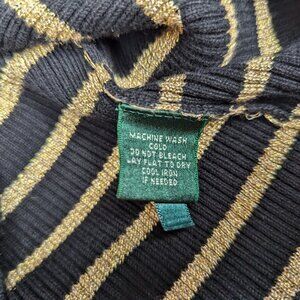 MACHINE WASH
COLD
DO NOT BLEACH
LAY FLAT TO DRY
COOL IRON
IF NEEDED